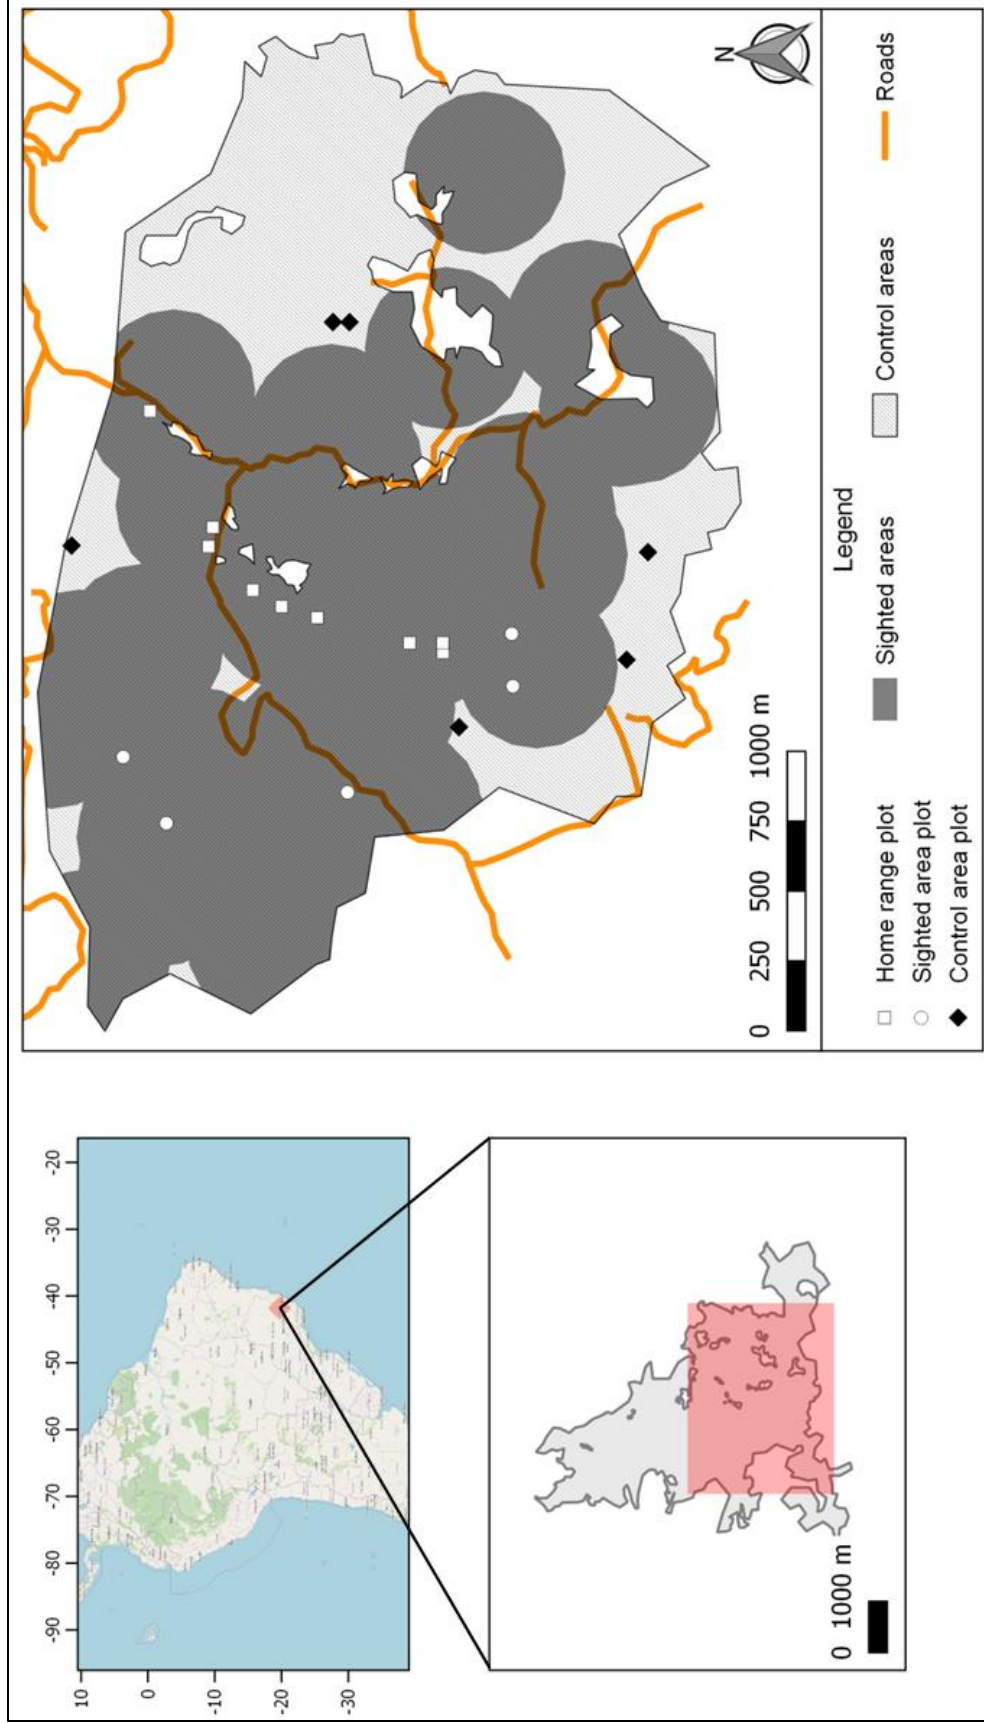 -90 -80 -70 -60 -50 -40 -30 -20
10
0
-10
-20
-30
0 1000 m
N
0 250 500 750 1000 m
Legend
Home range plot
Sighted area plot
Control area plot
Sighted areas
Control areas
Roads